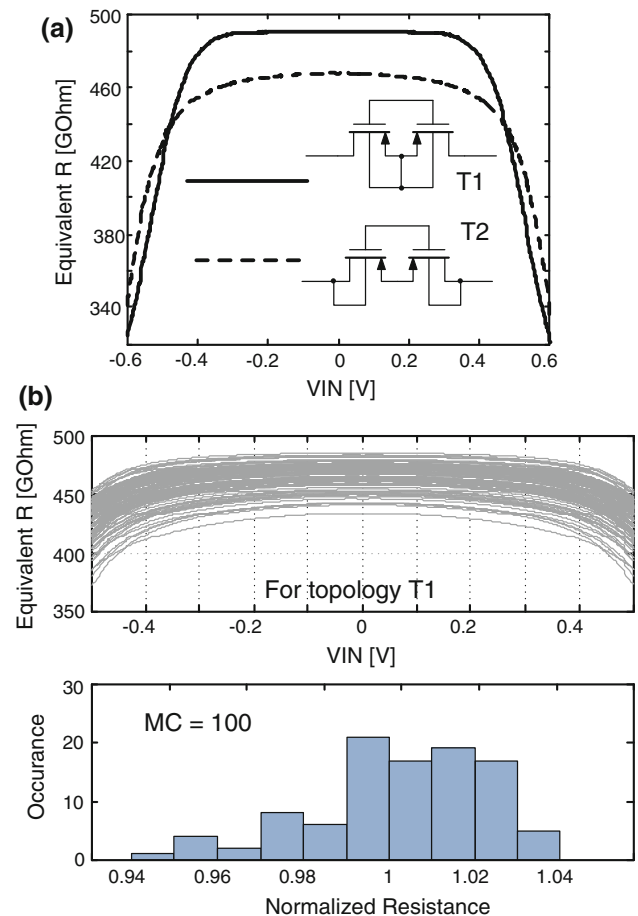 (a)
500
460
420
380
340
Equivalent R [GOhm]
T1
T2
-0.6 -0.4 -0.2 0 0.2 0.4 0.6
VIN [V]
(b)
500
450
400
350
Equivalent R [GOhm]
For topology T1
-0.4 -0.2 0 0.2 0.4
VIN [V]
30
20
10
0
Occurance
MC = 100
0.94 0.96 0.98 1 1.02 1.04
Normalized Resistance